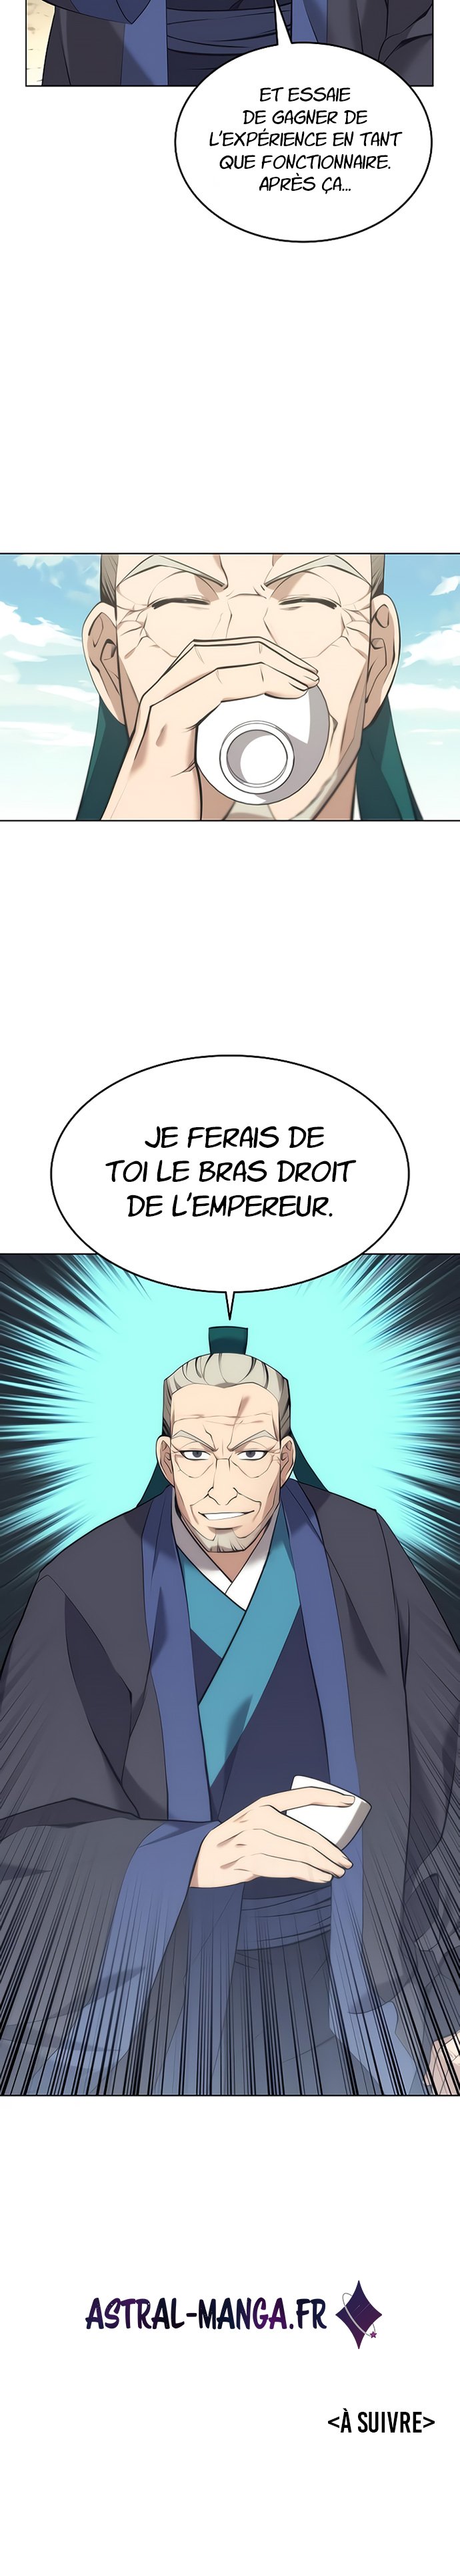 ET ESSAIE
DE GAGNER DE
L'EXPÉRIENCE EN TANT
QUE FONCTIONNAIRE.
APRÈS ÇA...
JE FERAIS DE
TOI LE BRAS DROIT
DE L'EMPEREUR.
ASTRAL-MANGA.FR
<À SUIVRE>